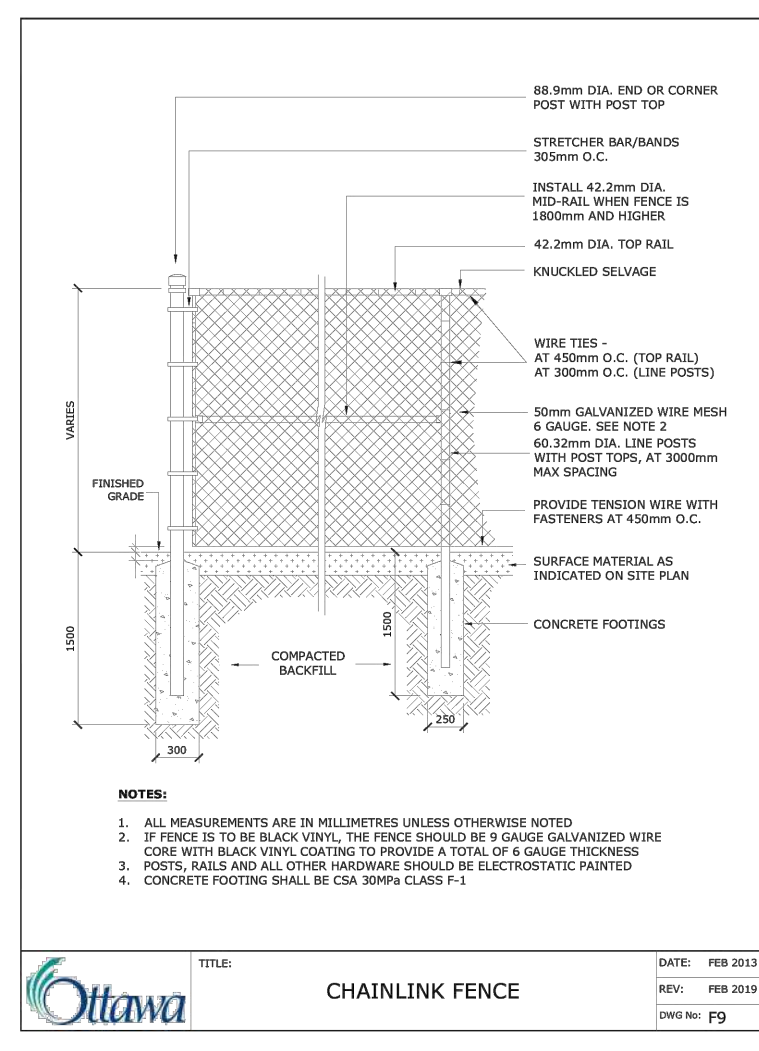 88.9mm DIA. END OR CORNER
POST WITH POST TOP
STRETCHER BAR/BANDS
305mm O.C.
INSTALL 42.2mm DIA.
MID-RAIL WHEN FENCE IS
1800mm AND HIGHER
42.2mm DIA. TOP RAIL
KNUCKLED SELVAGE
WIRE TIES -
AT 450mm O.C. (TOP RAIL)
AT 300mm O.C. (LINE POSTS)
VARIES
50mm GALVANIZED WIRE MESH
6 GAUGE. SEE NOTE 2
60.32mm DIA. LINE POSTS
WITH POST TOPS, AT 3000mm
MAX SPACING
FINISHED
GRADE
PROVIDE TENSION WIRE WITH
FASTENERS AT 450mm O.C.
SURFACE MATERIAL AS
INDICATED ON SITE PLAN
1500
1500
CONCRETE FOOTINGS
COMPACTED
BACKFILL
250
300
NOTES:
1. ALL MEASUREMENTS ARE IN MILLIMETRES UNLESS OTHERWISE NOTED
2. IF FENCE IS TO BE BLACK VINYL, THE FENCE SHOULD BE 9 GAUGE GALVANIZED WIRE
CORE WITH BLACK VINYL COATING TO PROVIDE A TOTAL OF 6 GAUGE THICKNESS
3. POSTS, RAILS AND ALL OTHER HARDWARE SHOULD BE ELECTROSTATIC PAINTED
4. CONCRETE FOOTING SHALL BE CSA 30MPa CLASS F-1
Ottawa
TITLE:
CHAINLINK FENCE
DATE: FEB 2013
REV: FEB 2019
DWG No: F9